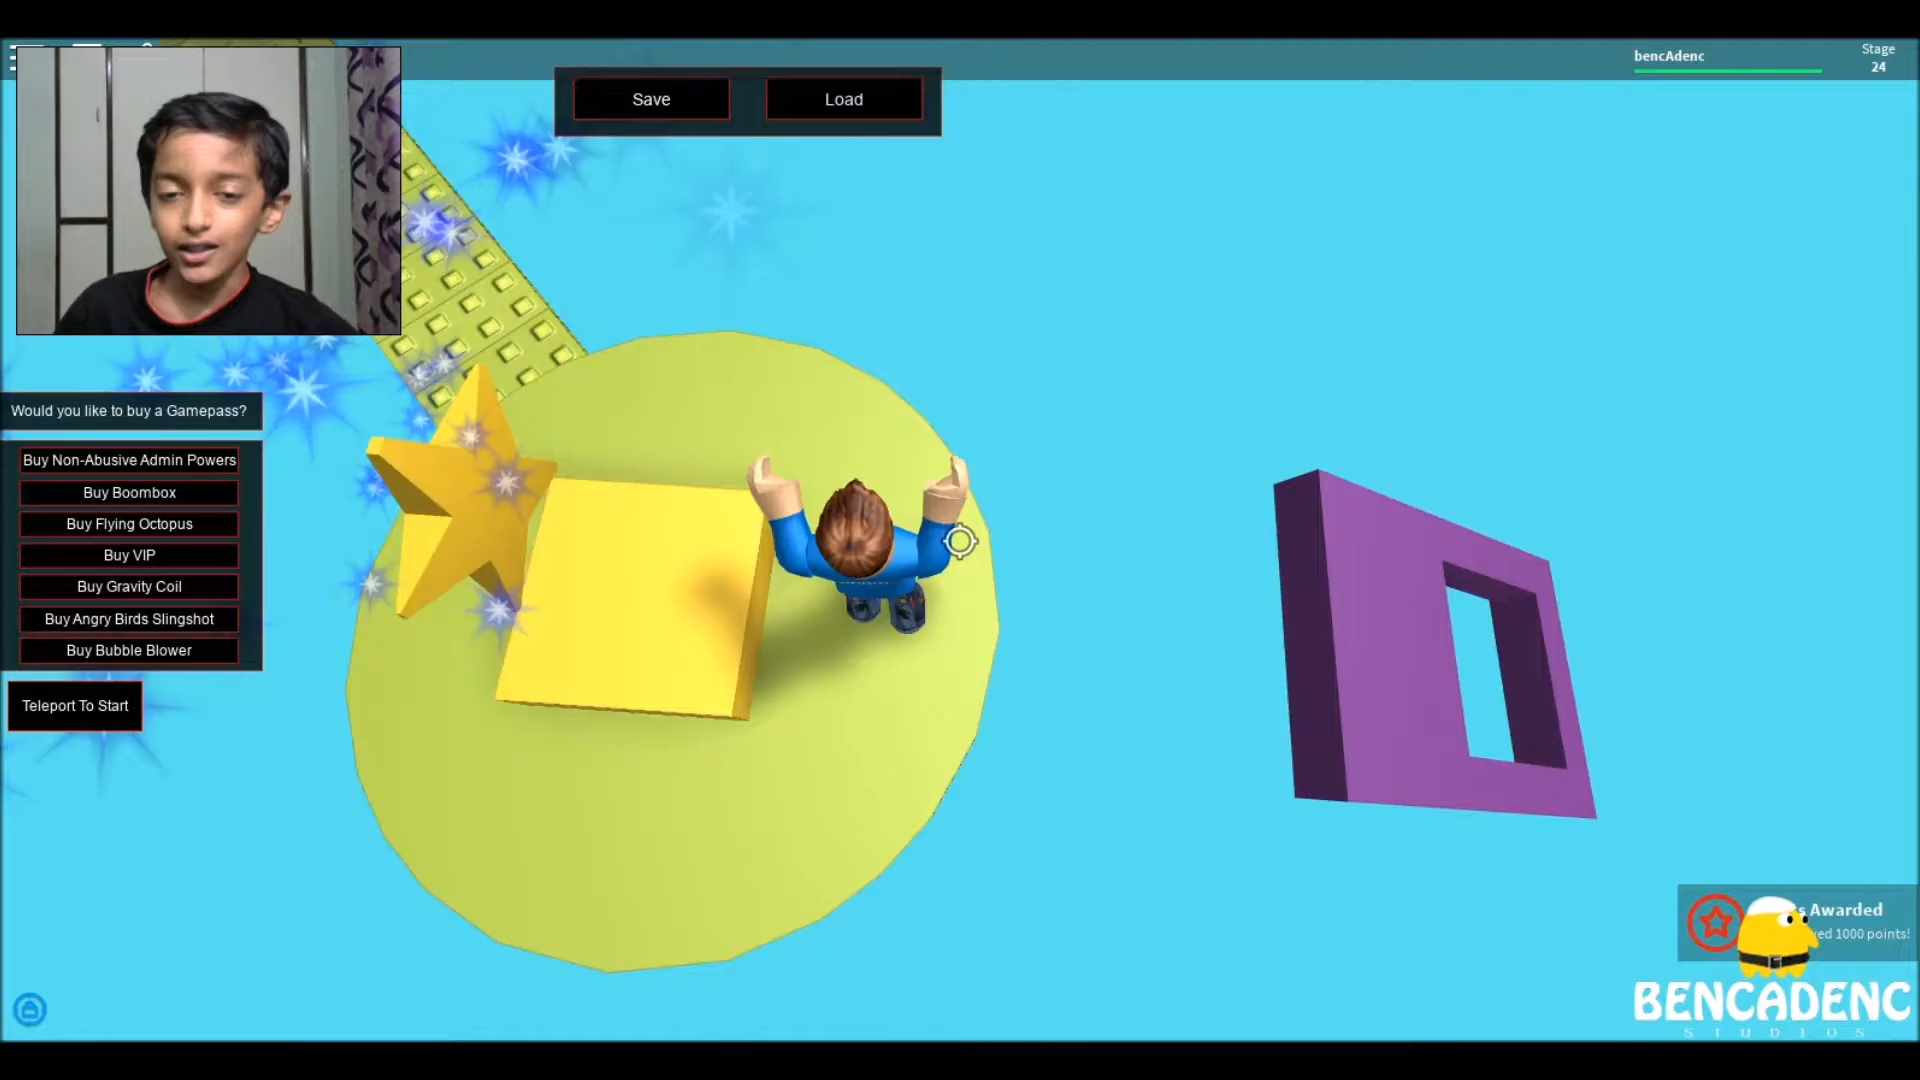 bencAdenc
Stage
24
Save
Load
Would you like to buy a Gamepass?
Buy Non-Abusive Admin Powers
Buy Boombox
Buy Flying Octopus
Buy VIP
Buy Gravity Coil
Buy Angry Birds Slingshot
Buy Bubble Blower
Teleport To Start
Awarded
1000 points!
BENCADENC
STUDIOS